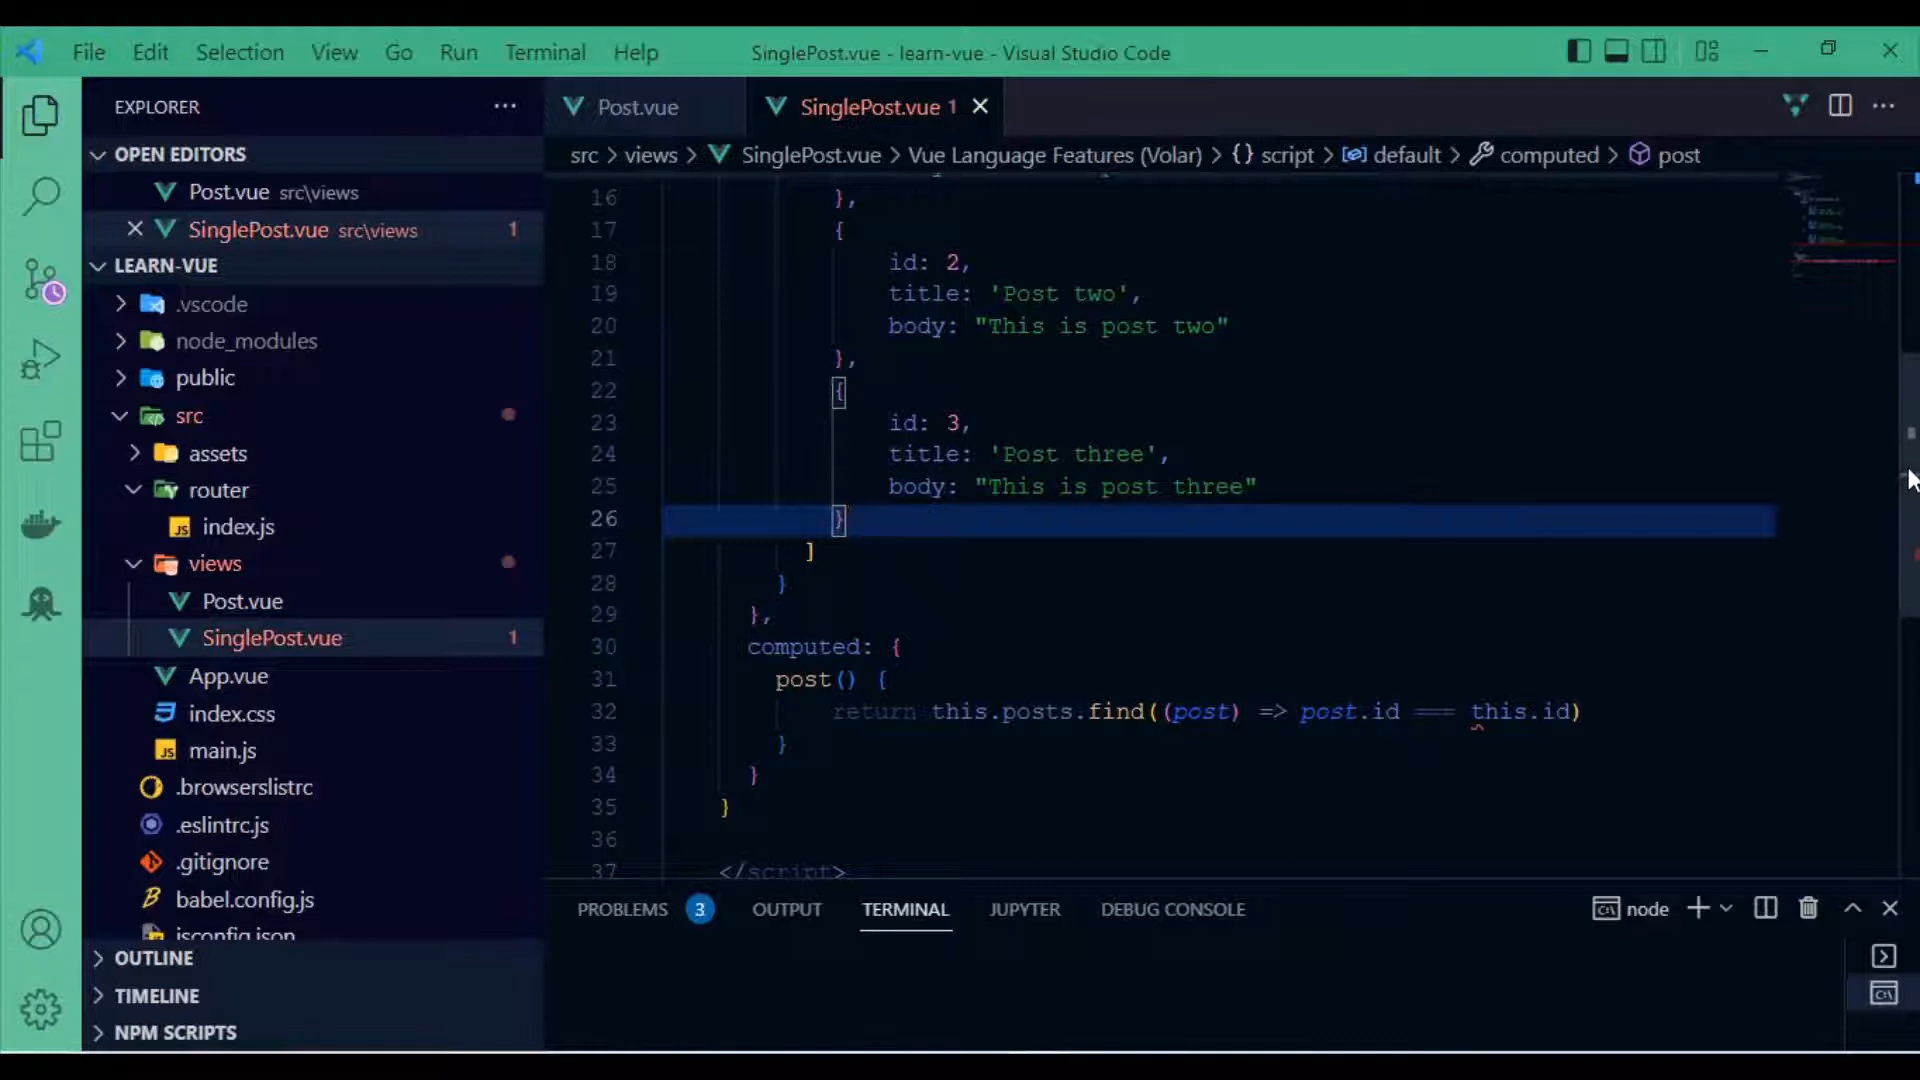 File Edit Selection View Go Run Terminal Help SinglePost.vue - learn-vue - Visual Studio Code
EXPLORER
OPEN EDITORS
Post.vue src\views
SinglePost.vue src\views 1
LEARN-VUE
.vscode
node_modules
public
src
assets
router
JS index.js
views
Post.vue
SinglePost.vue 1
App.vue
index.css
JS main.js
.browserslistrc
.eslintrc.js
.gitignore
babel.config.js
jsconfig.json
OUTLINE
TIMELINE
NPM SCRIPTS
Post.vue SinglePost.vue 1
src > views > SinglePost.vue > Vue Language Features (Volar) > {} script > default > computed > post
16 },
17 {
18 id: 2,
19 title: 'Post two',
20 body: "This is post two"
21 },
22 {
23 id: 3,
24 title: 'Post three',
25 body: "This is post three"
26 }
27 ]
28 }
29 },
30 computed: {
31 post() {
32 return this.posts.find((post) => post.id === this.id)
33 }
34 }
35 }
36
37 </script>
PROBLEMS 3 OUTPUT TERMINAL JUPYTER DEBUG CONSOLE node